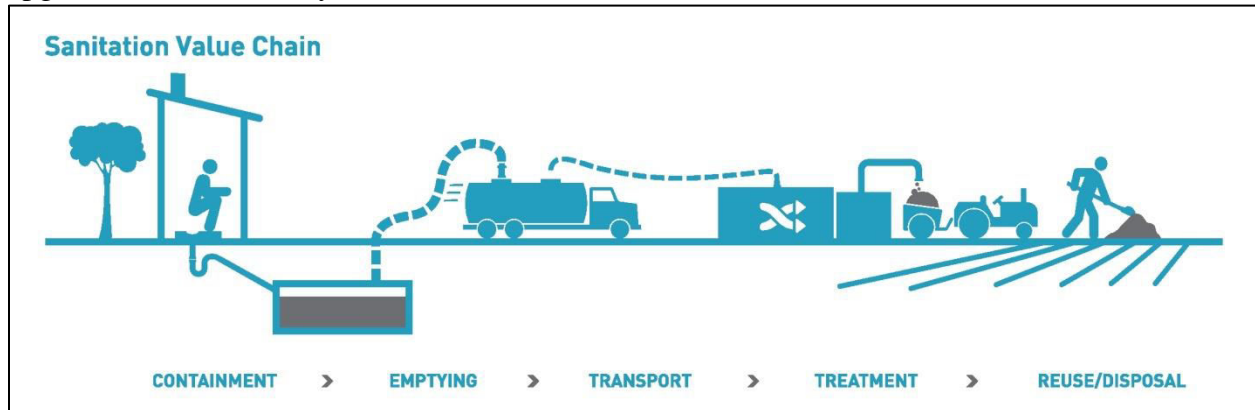 Sanitation Value Chain
CONTAINMENT > EMPTYING > TRANSPORT > TREATMENT > REUSE/DISPOSAL